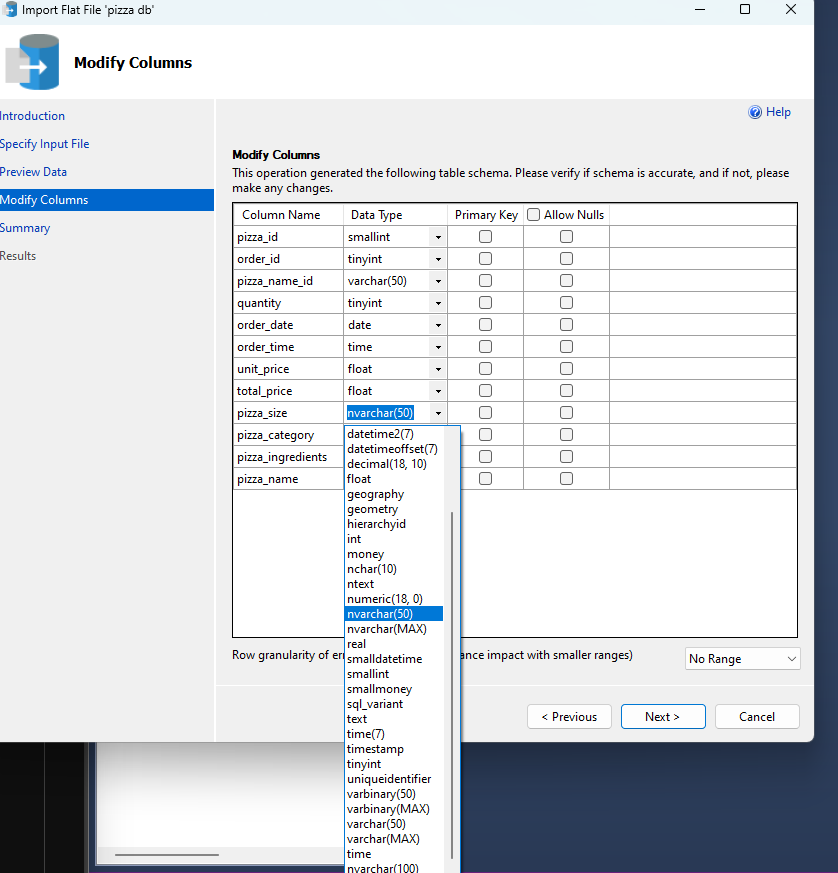 Import Flat File 'pizza db'
Modify Columns
Introduction
Specify Input File
Preview Data
Modify Columns
Summary
Results
Help
Modify Columns
This operation generated the following table schema. Please verify if schema is accurate, and if not, please
make any changes.
Column Name Data Type Primary Key Allow Nulls
pizza_id smallint
order_id tinyint
pizza_name_id varchar(50)
quantity tinyint
order_date date
order_time time
unit_price float
total_price float
pizza_size nvarchar(50)
pizza_category
pizza_ingredients
pizza_name
datetime2(7)
datetimeoffset(7)
decimal(18, 10)
float
geography
geometry
hierarchyid
int
money
nchar(10)
ntext
numeric(18, 0)
nvarchar(50)
nvarchar(MAX)
real
smalldatetime
smallint
smallmoney
sql_variant
text
time(7)
timestamp
tinyint
uniqueidentifier
varbinary(50)
varbinary(MAX)
varchar(50)
varchar(MAX)
time
nvarchar(100)
Row granularity of er
ance impact with smaller ranges)
No Range
< Previous
Next >
Cancel